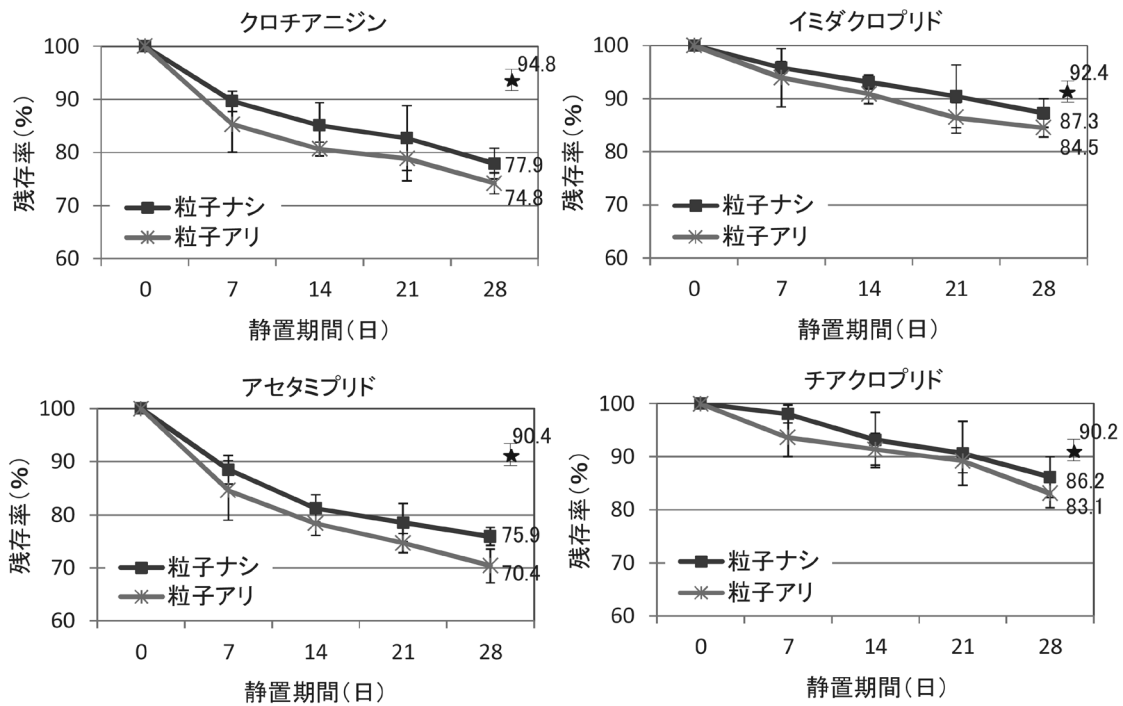 クロチアニジン
100
90
80
70
60
残存率(%)
★94.8
77.9
74.8
粒子ナシ
粒子アリ
0 7 14 21 28
静置期間(日)
イミダクロプリド
100
90
80
70
60
残存率(%)
★92.4
87.3
84.5
粒子ナシ
粒子アリ
0 7 14 21 28
静置期間(日)
アセタミプリド
100
90
80
70
60
残存率(%)
★90.4
75.9
70.4
粒子ナシ
粒子アリ
0 7 14 21 28
静置期間(日)
チアクロプリド
100
90
80
70
60
残存率(%)
★90.2
86.2
83.1
粒子ナシ
粒子アリ
0 7 14 21 28
静置期間(日)